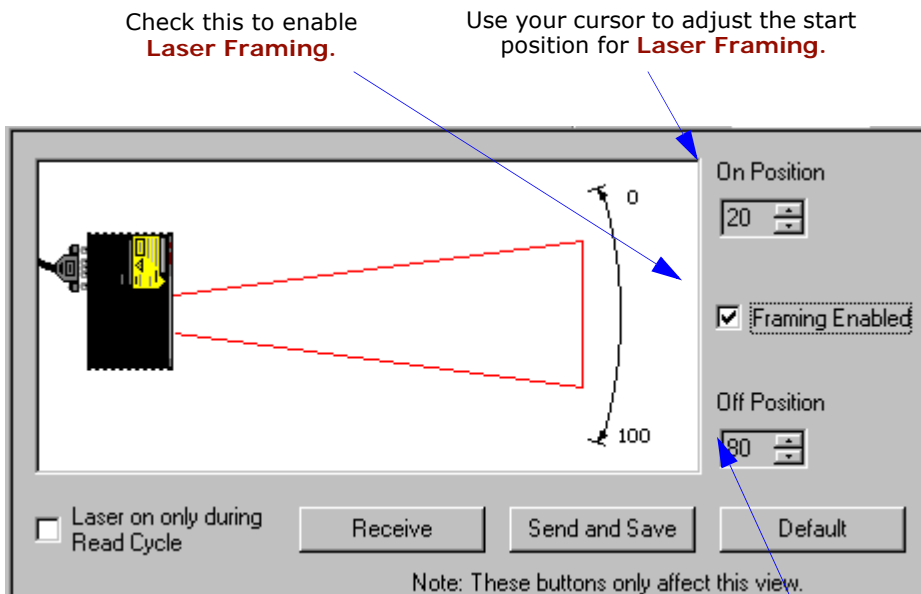 Check this to enable
Laser Framing.
Use your cursor to adjust the start
position for Laser Framing.
On Position
0
20
Framing Enabled
Off Position
100
80
Laser on only during
Read Cycle
Receive
Send and Save
Default
Note: These buttons only affect this view.